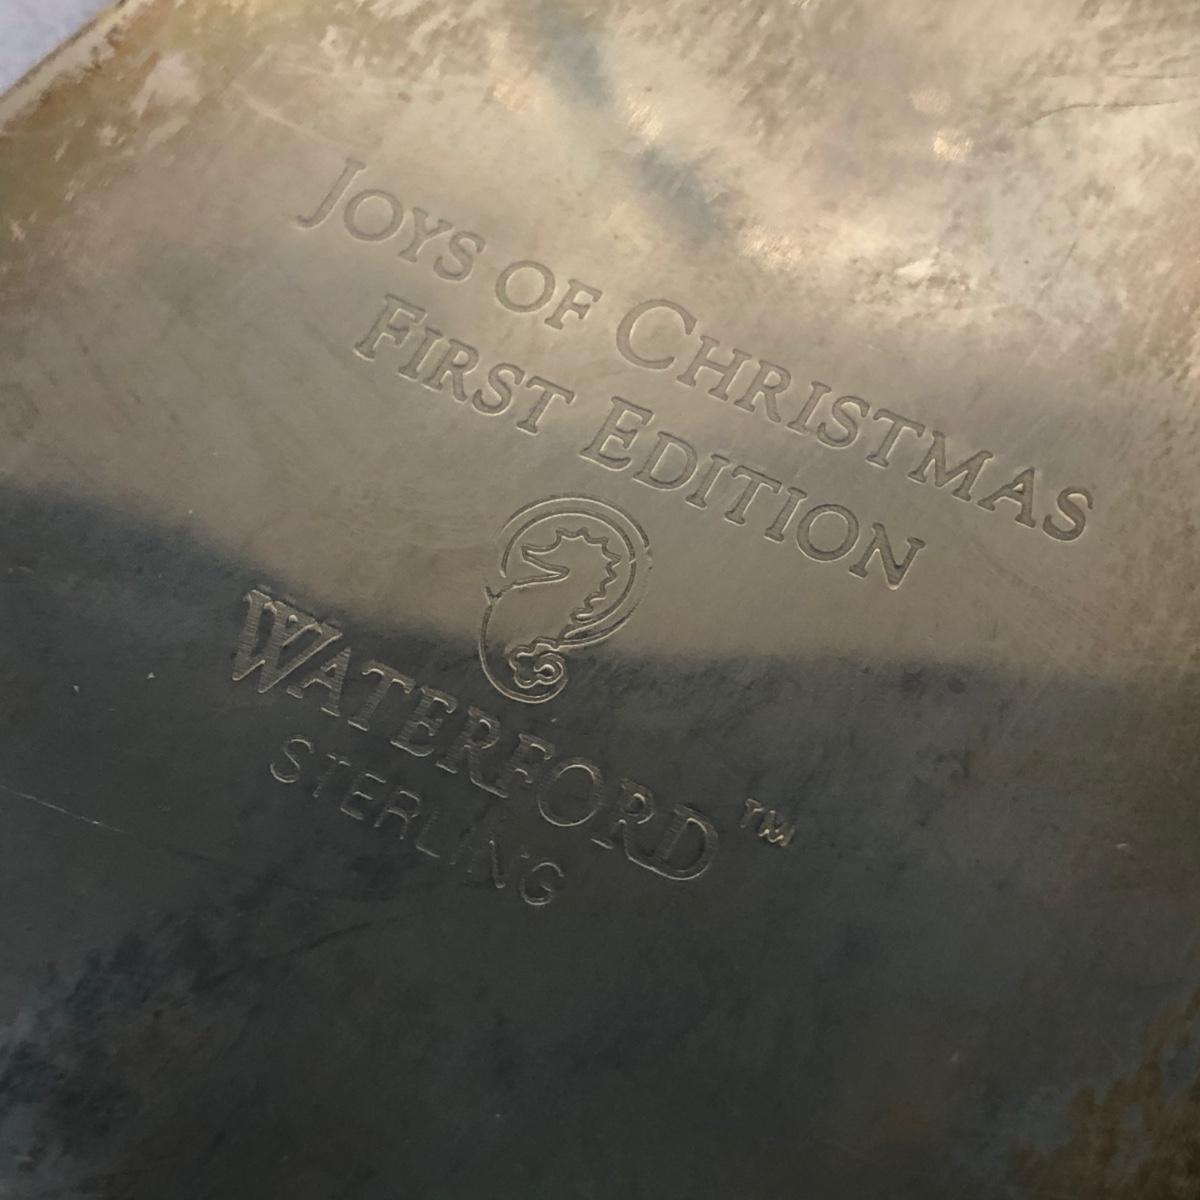 JOYS OF CHRISTMAS
FIRST EDITION
WATERFORD™
STERLING